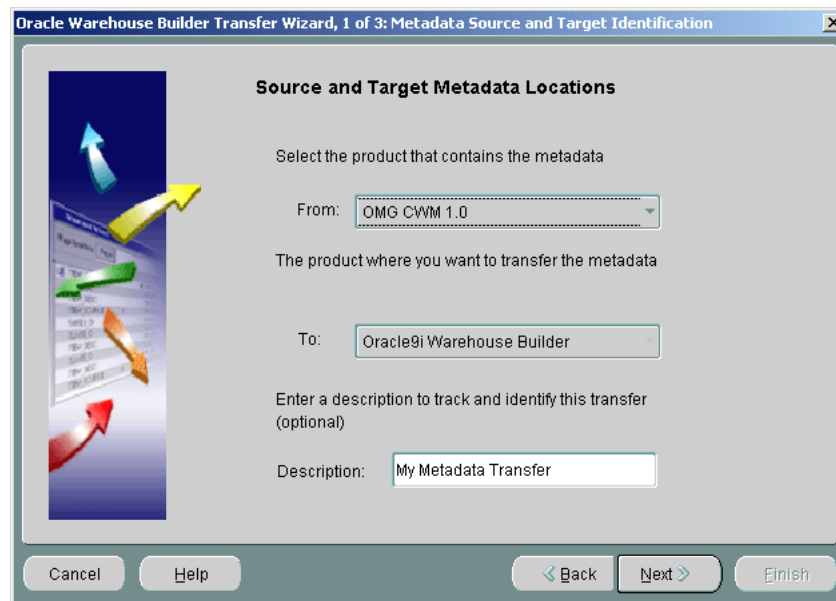 Oracle Warehouse Builder Transfer Wizard, 1 of 3: Metadata Source and Target Identification
Source and Target Metadata Locations
Select the product that contains the metadata
From: OMG CWM 1.0
The product where you want to transfer the metadata
To: Oracle9i Warehouse Builder
Enter a description to track and identify this transfer
(optional)
Description: My Metadata Transfer
Cancel Help Back Next Finish